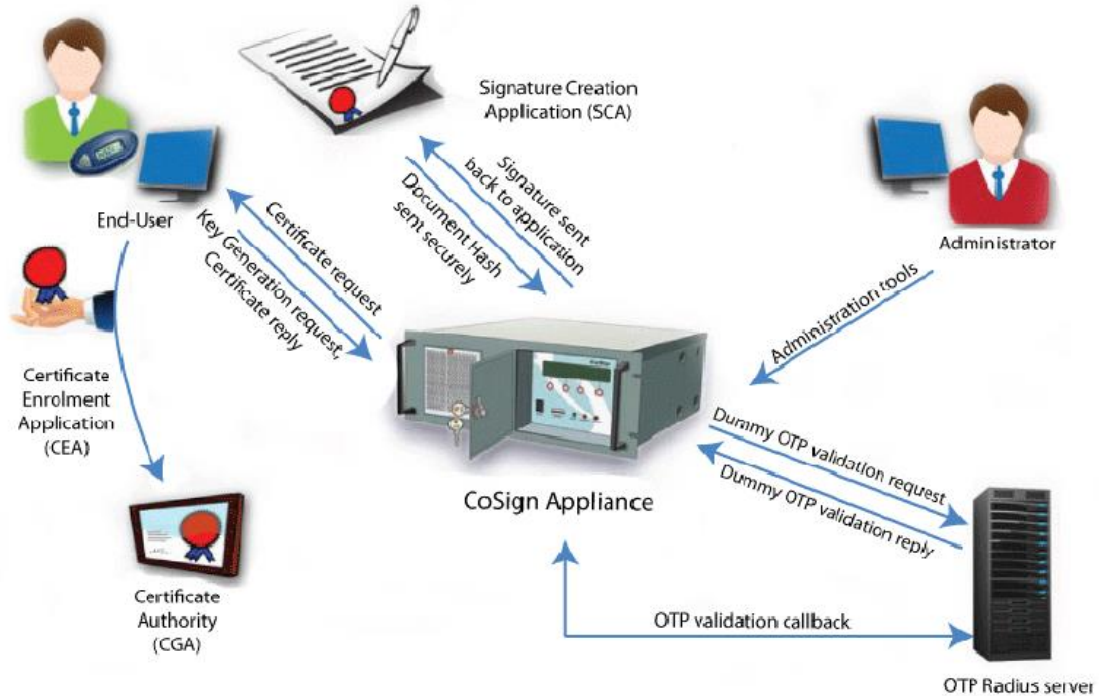 Signature Creation
Application (SCA)
End-User
Administrator
Signature sent
back to application
Document Hash
sent securely
Certificate request
Key Generation request,
Certificate reply
Administration tools
Certificate
Enrolment
Application
(CEA)
CoSign Appliance
Dummy OTP validation request
Dummy OTP validation reply
Certificate
Authority
(CGA)
OTP validation callback
OTP Radius server